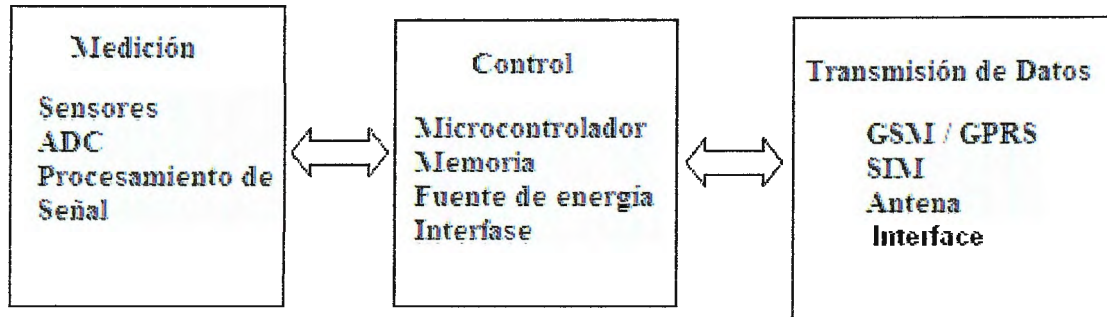 Medición
Sensores
ADC
Procesamiento de
Señal
Control
Microcontrolador
Memoria
Fuente de energía
Interfase
Transmisión de Datos
GSM / GPRS
SIM
Antena
Interface